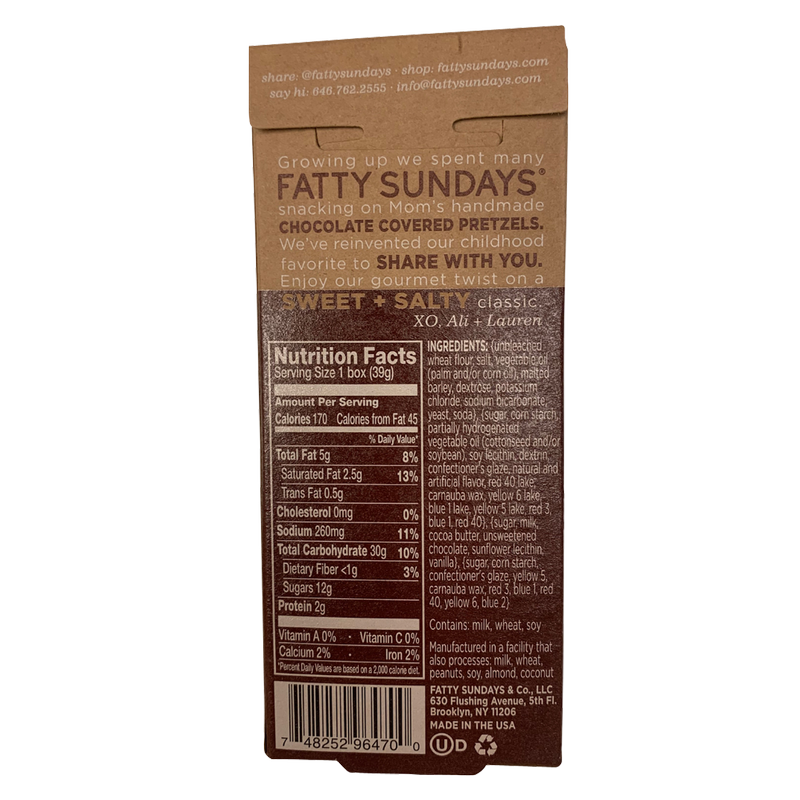 share: @fattysundays · shop: fattysundays.com
say hi: 646.762.2555 · info@fattysundays.com
Growing up we spent many
FATTY SUNDAYS®
snacking on Mom's handmade
CHOCOLATE COVERED PRETZELS.
We've reinvented our childhood
favorite to SHARE WITH YOU.
Enjoy our gourmet twist on a
SWEET + SALTY classic.
XO, Ali + Lauren
Nutrition Facts
Serving Size 1 box (39g)
Amount Per Serving
Calories 170 Calories from Fat 45
% Daily Value*
Total Fat 5g 8%
Saturated Fat 2.5g 13%
Trans Fat 0.5g
Cholesterol 0mg 0%
Sodium 260mg 11%
Total Carbohydrate 30g 10%
Dietary Fiber <1g 3%
Sugars 12g
Protein 2g
Vitamin A 0% · Vitamin C 0%
Calcium 2% · Iron 2%
*Percent Daily Values are based on a 2,000 calorie diet.
INGREDIENTS: {unbleached
wheat flour, salt, vegetable oil
(palm and/or corn oil), malted
barley, dextrose, potassium
chloride, sodium bicarbonate,
yeast, soda}, {sugar, corn starch,
partially hydrogenated
vegetable oil (cottonseed and/or
soybean), soy lecithin, dextrin,
confectioner's glaze, natural and
artificial flavor, red 40 lake,
carnauba wax, yellow 6 lake,
blue 1 lake, yellow 5 lake, red 3,
blue 1, red 40}, {sugar, milk,
cocoa butter, unsweetened
chocolate, sunflower lecithin,
vanilla}, {sugar, corn starch,
confectioner's glaze, yellow 5,
carnauba wax, red 3, blue 1, red
40, yellow 6, blue 2}
Contains: milk, wheat, soy
Manufactured in a facility that
also processes: milk, wheat,
peanuts, soy, almond, coconut
FATTY SUNDAYS & Co., LLC
630 Flushing Avenue, 5th Fl.
Brooklyn, NY 11206
MADE IN THE USA
U D
7 48252 96470 0